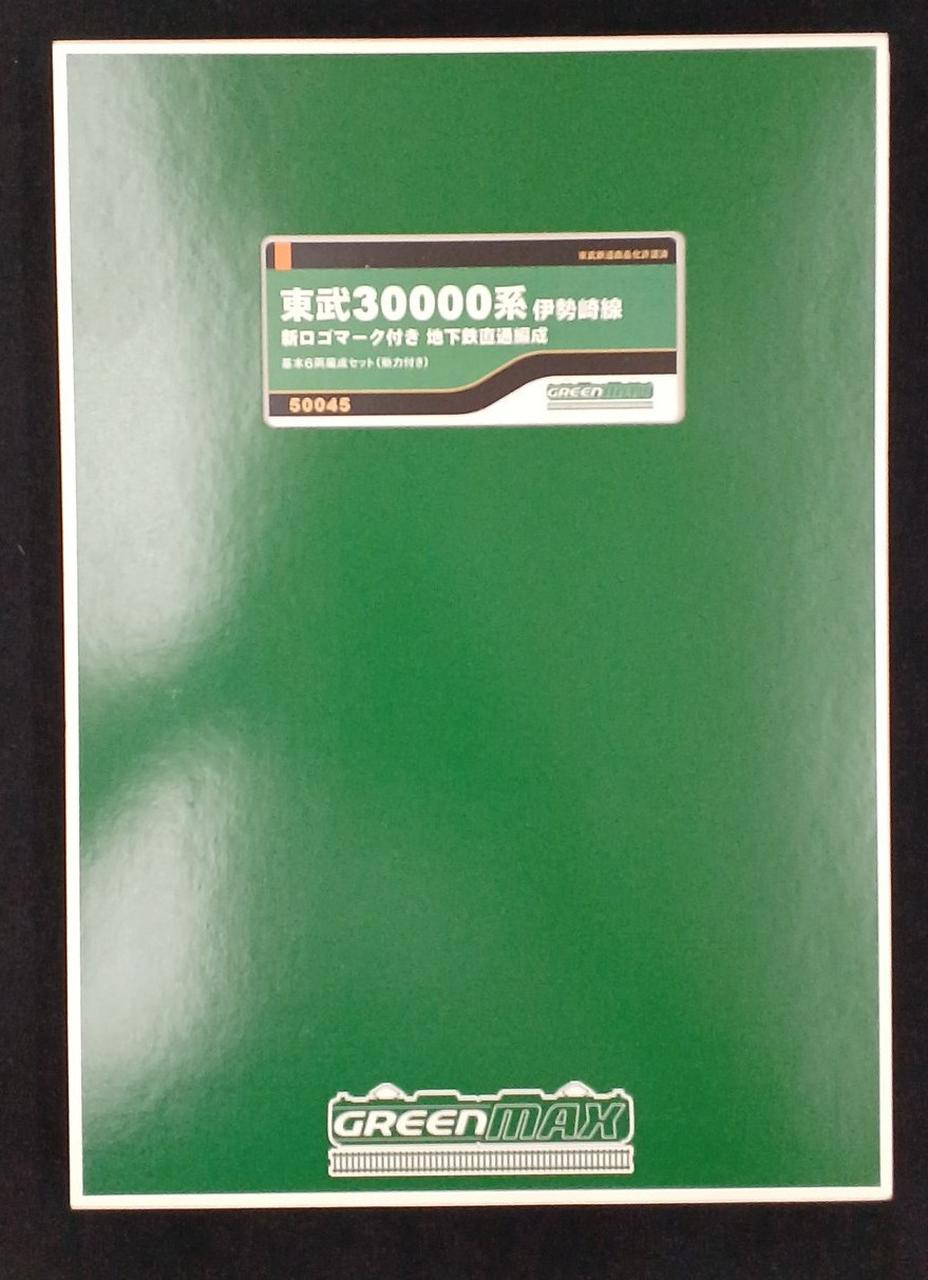 東武鉄道商品化許諾済
東武30000系 伊勢崎線
新ロゴマーク付き 地下鉄直通編成
基本6両編成セット(動力付き)
50045
GREENMAX
GREENMAX